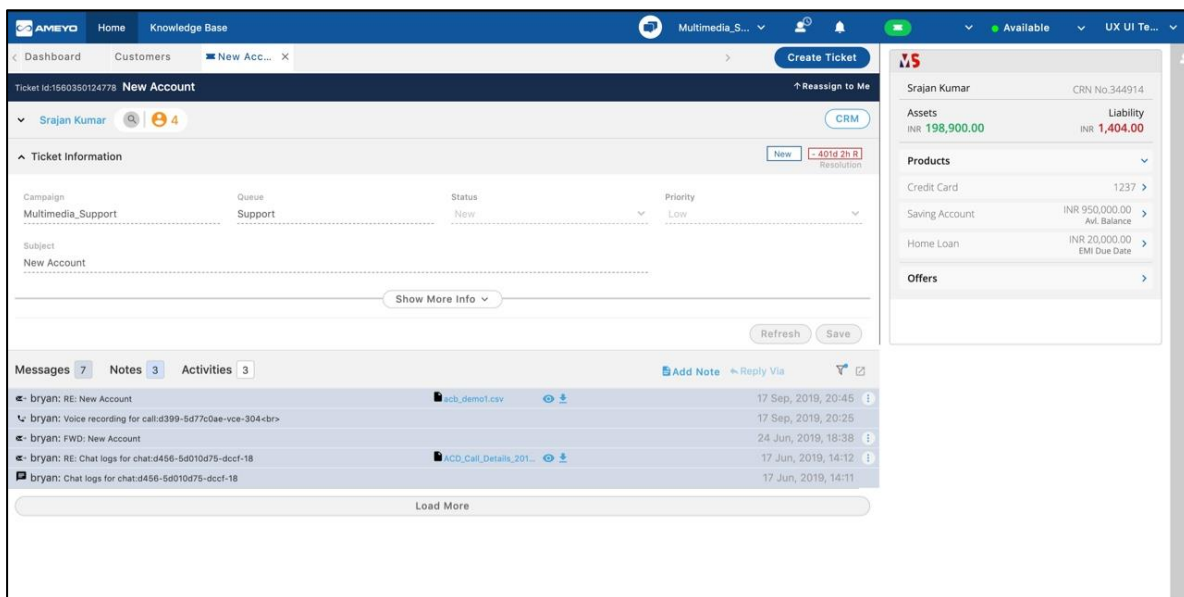 AMEYO Home Knowledge Base Multimedia_S... Available UX UI Te...
Dashboard Customers New Acc... X Create Ticket
Ticket Id:1560350124778 New Account Reassign to Me
Srajan Kumar 4 CRM
Ticket Information New - 401d 2h R
Resolution
Campaign Queue Status Priority
Multimedia_Support Support New Low
Subject
New Account
Show More Info
Refresh Save
Messages 7 Notes 3 Activities 3 Add Note Reply Via
bryan: RE: New Account acb_demo1.csv 17 Sep, 2019, 20:45
bryan: Voice recording for call:d399-5d77c0ae-vce-304<br> 17 Sep, 2019, 20:25
bryan: FWD: New Account 24 Jun, 2019, 18:38
bryan: RE: Chat logs for chat:d456-5d010d75-dccf-18 ACD_Call_Details_201... 17 Jun, 2019, 14:12
bryan: Chat logs for chat:d456-5d010d75-dccf-18 17 Jun, 2019, 14:11
Load More
MS
Srajan Kumar CRN No.344914
Assets Liability
INR 198,900.00 INR 1,404.00
Products
Credit Card 1237
Saving Account INR 950,000.00
Avl. Balance
Home Loan INR 20,000.00
EMI Due Date
Offers